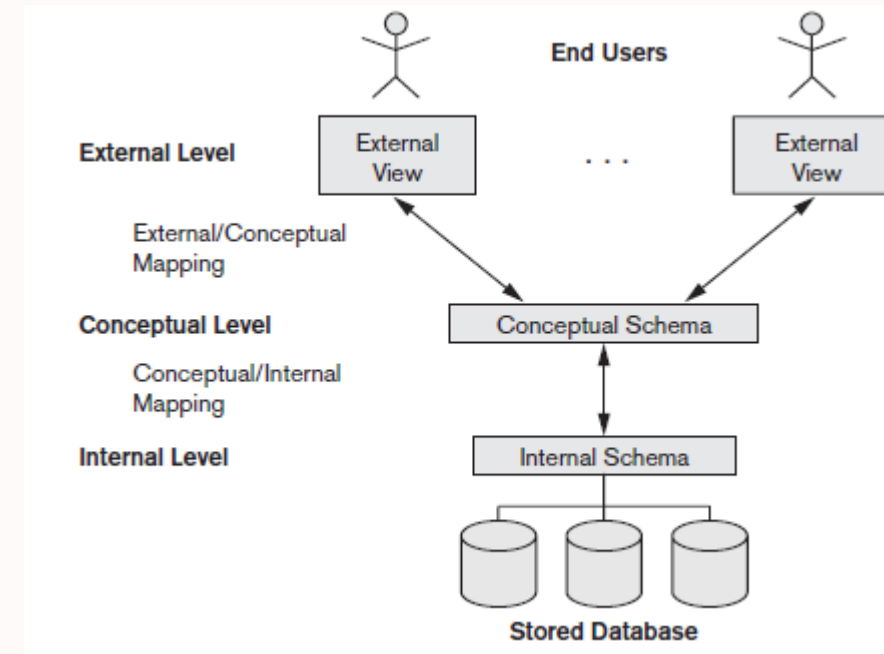 End Users
External Level
External
View
. . .
External
View
External/Conceptual
Mapping
Conceptual Level
Conceptual Schema
Conceptual/Internal
Mapping
Internal Level
Internal Schema
Stored Database